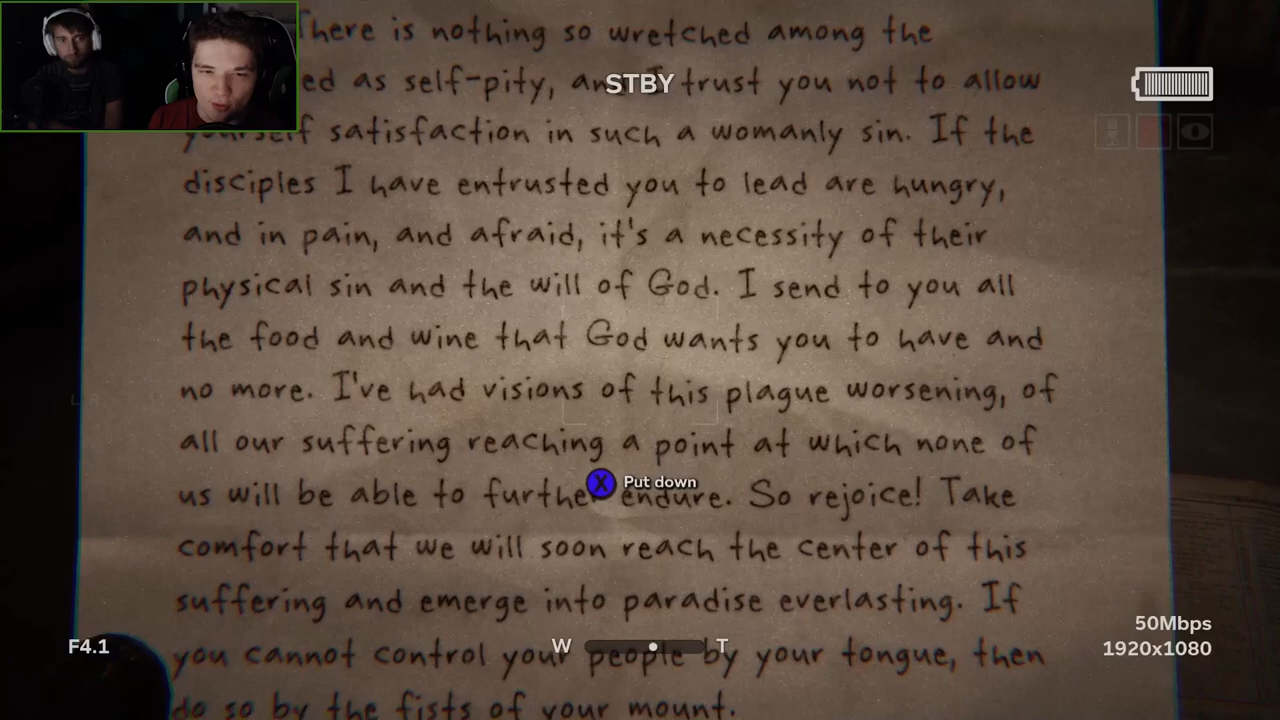 There is nothing so wretched among the
ed as self-pity, and I trust you not to allow
STBY
yourself satisfaction in such a womanly sin. If the
disciples I have entrusted you to lead are hungry,
and in pain, and afraid, it's a necessity of their
physical sin and the will of God. I send to you all
the food and wine that God wants you to have and
no more. I've had visions of this plague worsening, of
all our suffering reaching a point at which none of
X Put down
us will be able to further endure. So rejoice! Take
comfort that we will soon reach the center of this
suffering and emerge into paradise everlasting. If
50Mbps
F4.1 W T 1920x1080
you cannot control your people by your tongue, then
do so by the fists of your mount.